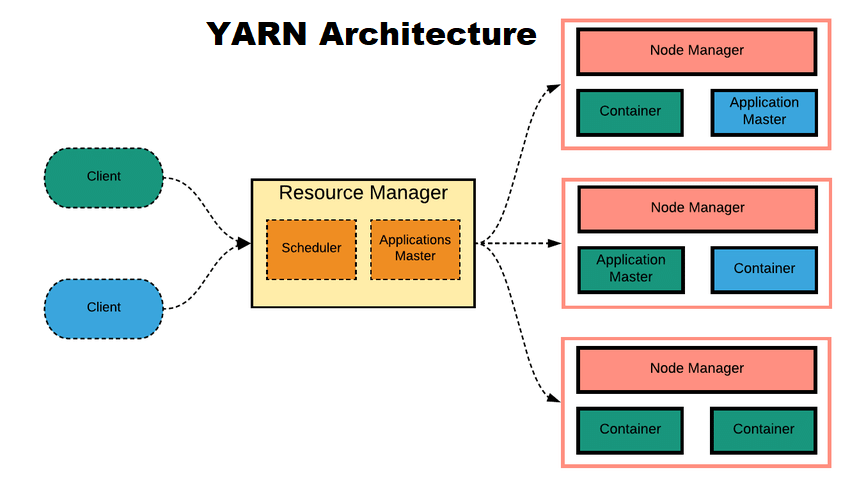 YARN Architecture
Client
Client
Resource Manager
Scheduler
Applications
Master
Node Manager
Container
Application
Master
Node Manager
Application
Master
Container
Node Manager
Container
Container